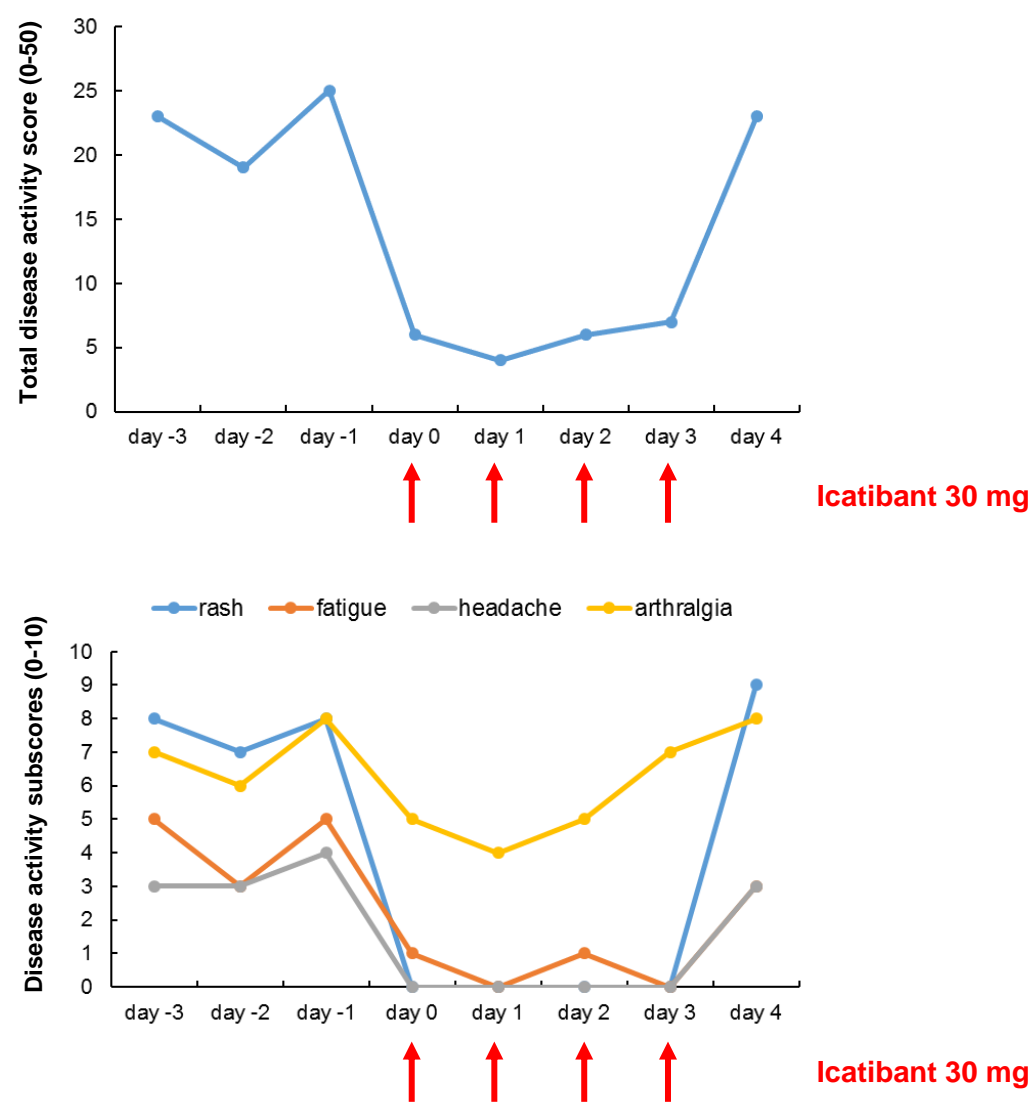 Total disease activity score (0-50)
30
25
20
15
10
5
0
day -3 day -2 day -1 day 0 day 1 day 2 day 3 day 4
Icatibant 30 mg
rash fatigue headache arthralgia
Disease activity subscores (0-10)
10
9
8
7
6
5
4
3
2
1
0
day -3 day -2 day -1 day 0 day 1 day 2 day 3 day 4
Icatibant 30 mg